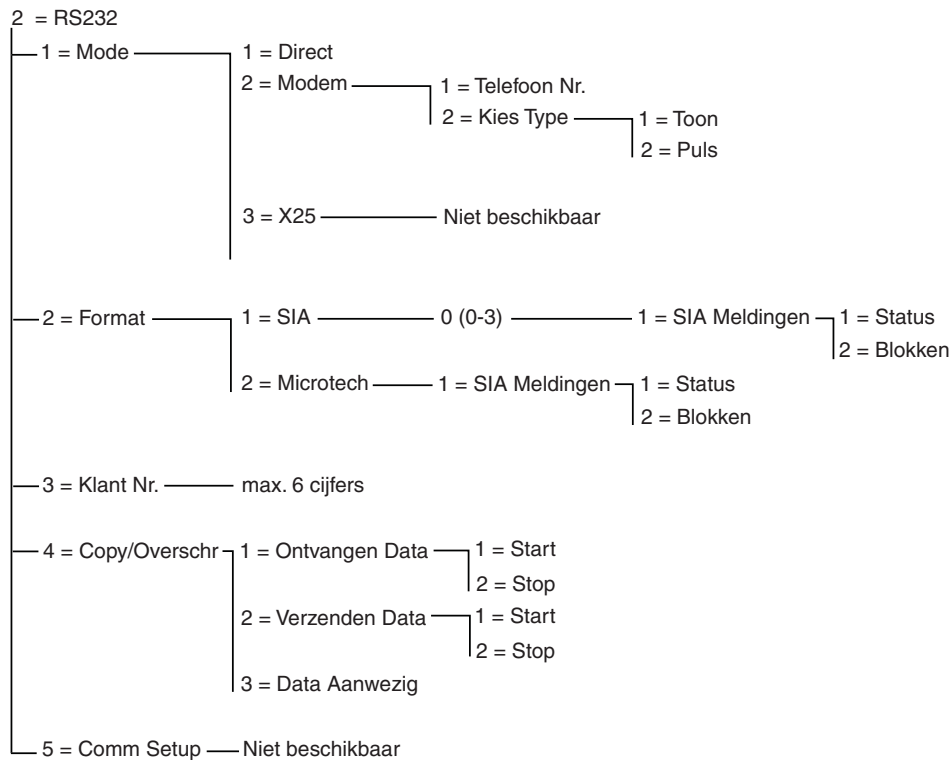 2 = RS232
1 = Mode
1 = Direct
2 = Modem
1 = Telefoon Nr.
2 = Kies Type
1 = Toon
2 = Puls
3 = X25
Niet beschikbaar
2 = Format
1 = SIA
0 (0-3)
1 = SIA Meldingen
1 = Status
2 = Blokken
2 = Microtech
1 = SIA Meldingen
1 = Status
2 = Blokken
3 = Klant Nr.
max. 6 cijfers
4 = Copy/Overschr
1 = Ontvangen Data
1 = Start
2 = Stop
2 = Verzenden Data
1 = Start
2 = Stop
3 = Data Aanwezig
5 = Comm Setup
Niet beschikbaar